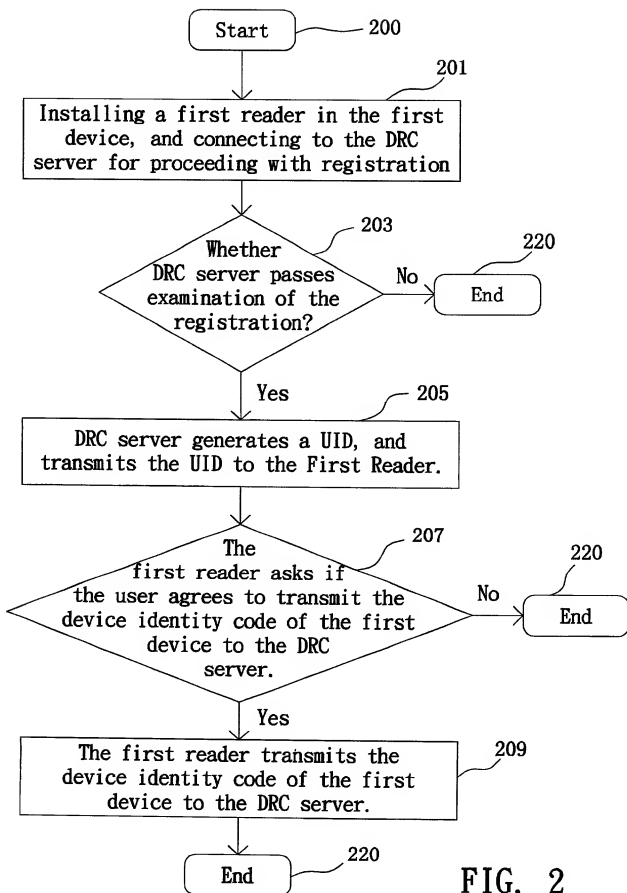 Start
200
201
Installing a first reader in the first
device, and connecting to the DRC
server for proceeding with registration
203
Whether
DRC server passes
examination of the
registration?
No
220
End
Yes
205
DRC server generates a UID, and
transmits the UID to the First Reader.
207
The
first reader asks if
the user agrees to transmit the
device identity code of the first
device to the DRC
server.
No
220
End
Yes
209
The first reader transmits the
device identity code of the first
device to the DRC server.
End
220
FIG. 2